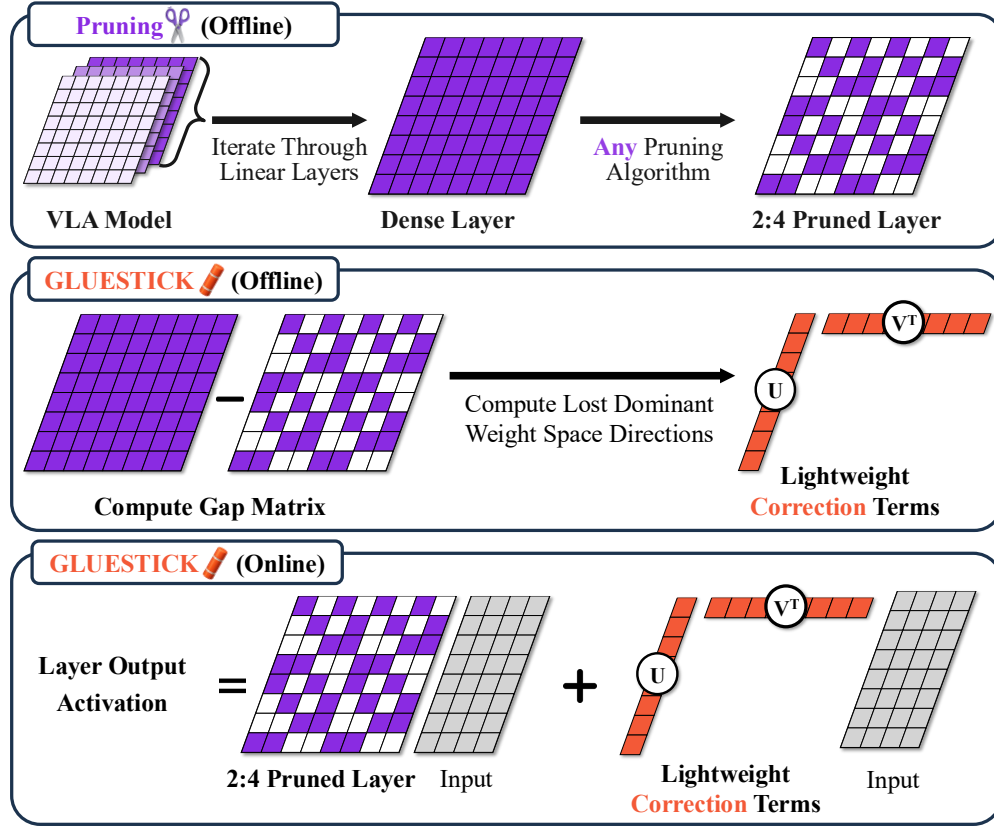 Pruning (Offline)
Iterate Through
Linear Layers
Any Pruning
Algorithm
VLA Model
Dense Layer
2:4 Pruned Layer
GLUESTICK (Offline)
U
V^T
Compute Lost Dominant
Weight Space Directions
Compute Gap Matrix
Lightweight
Correction Terms
GLUESTICK (Online)
Layer Output
Activation
=
+
U
V^T
2:4 Pruned Layer
Input
Lightweight
Correction Terms
Input